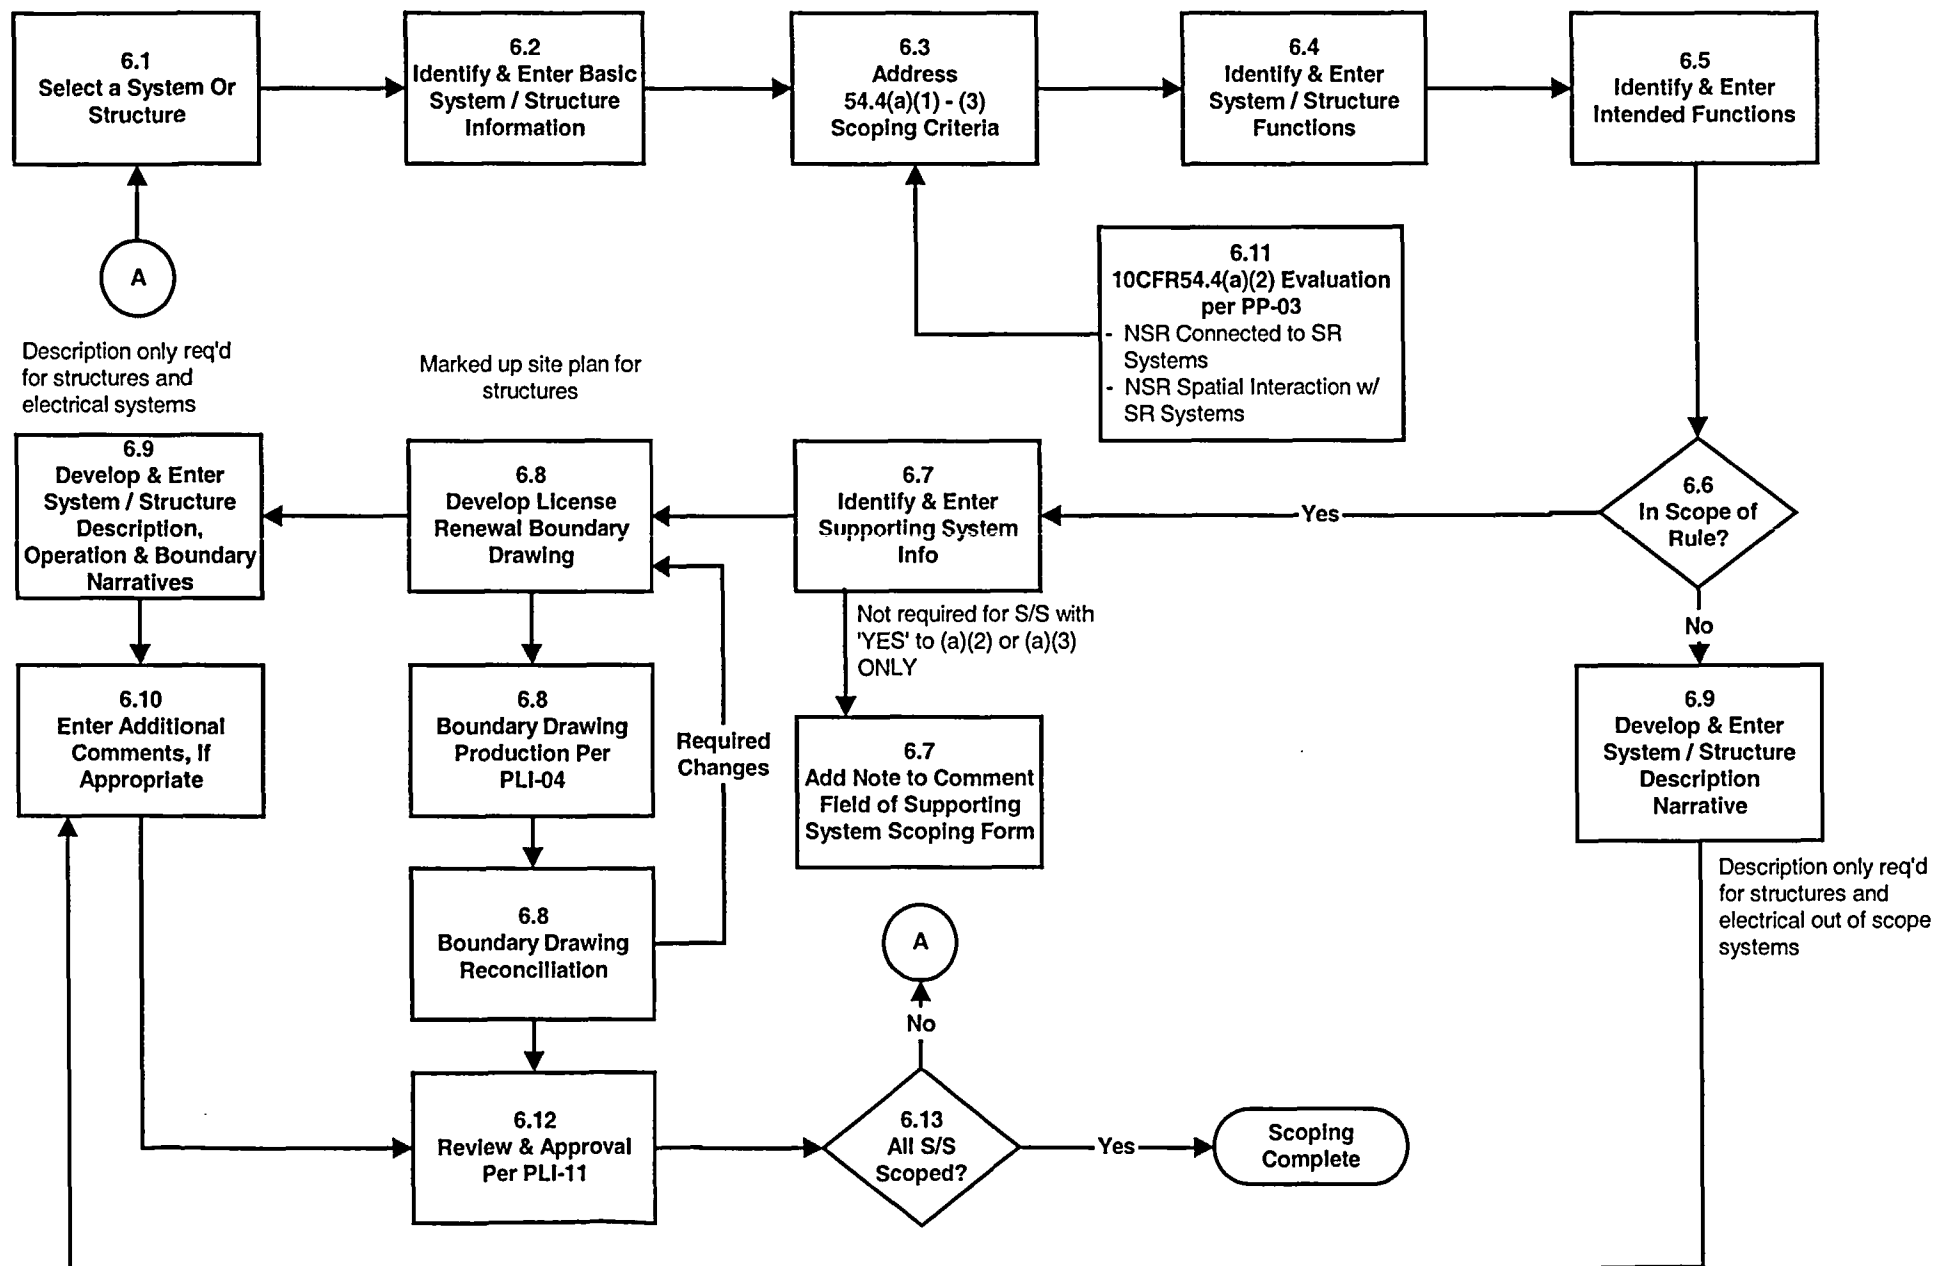 6.1
Select a System Or
Structure
6.2
Identify & Enter Basic
System / Structure
Information
6.3
Address
54.4(a)(1) - (3)
Scoping Criteria
6.4
Identify & Enter
System / Structure
Functions
6.5
Identify & Enter
Intended Functions
A
6.11
10CFR54.4(a)(2) Evaluation
per PP-03
- NSR Connected to SR
Systems
- NSR Spatial Interaction w/
SR Systems
Description only req'd
for structures and
electrical systems
Marked up site plan for
structures
6.9
Develop & Enter
System / Structure
Description,
Operation & Boundary
Narratives
6.8
Develop License
Renewal Boundary
Drawing
6.7
Identify & Enter
Supporting System
Info
Yes
6.6
In Scope of
Rule?
Not required for S/S with
'YES' to (a)(2) or (a)(3)
ONLY
No
6.10
Enter Additional
Comments, If
Appropriate
6.8
Boundary Drawing
Production Per
PLI-04
Required
Changes
6.7
Add Note to Comment
Field of Supporting
System Scoping Form
6.9
Develop & Enter
System / Structure
Description
Narrative
Description only req'd
for structures and
electrical out of scope
systems
6.8
Boundary Drawing
Reconciliation
A
No
6.12
Review & Approval
Per PLI-11
6.13
All S/S
Scoped?
Yes
Scoping
Complete